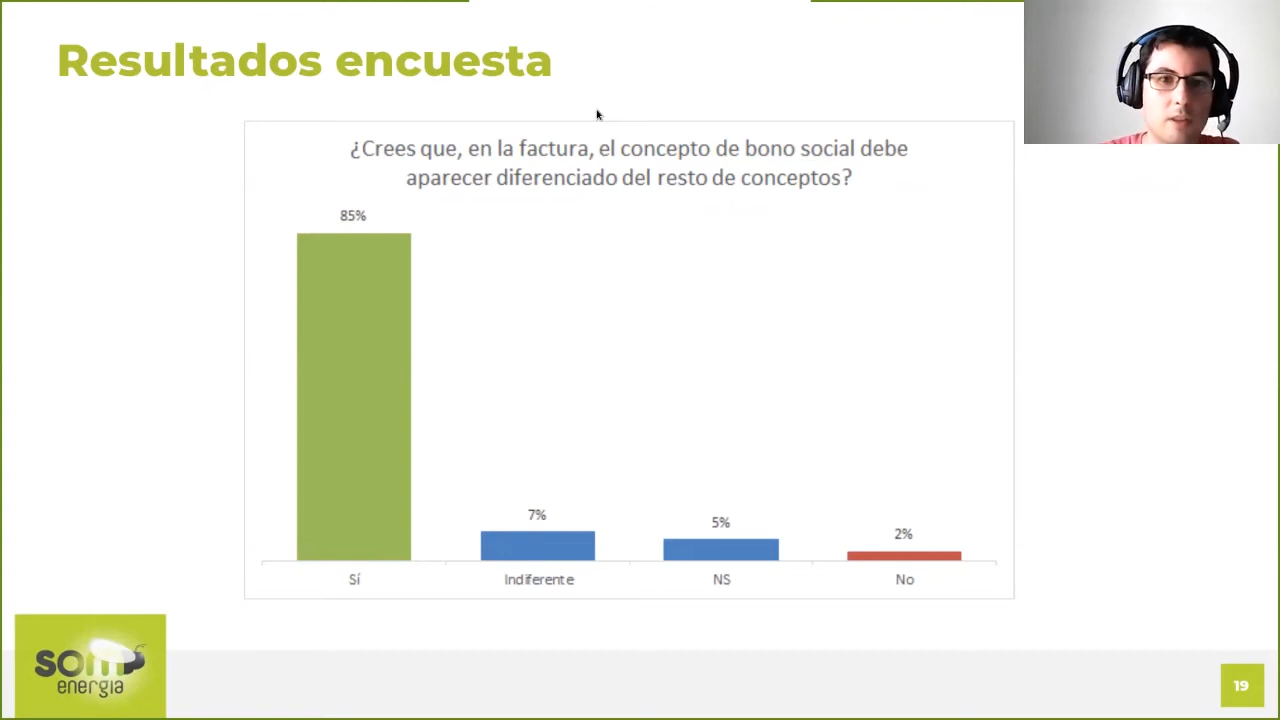 Resultados encuesta
¿Crees que, en la factura, el concepto de bono social debe
aparecer diferenciado del resto de conceptos?
85%
7%
5%
2%
Sí
Indiferente
NS
No
som
energia
19